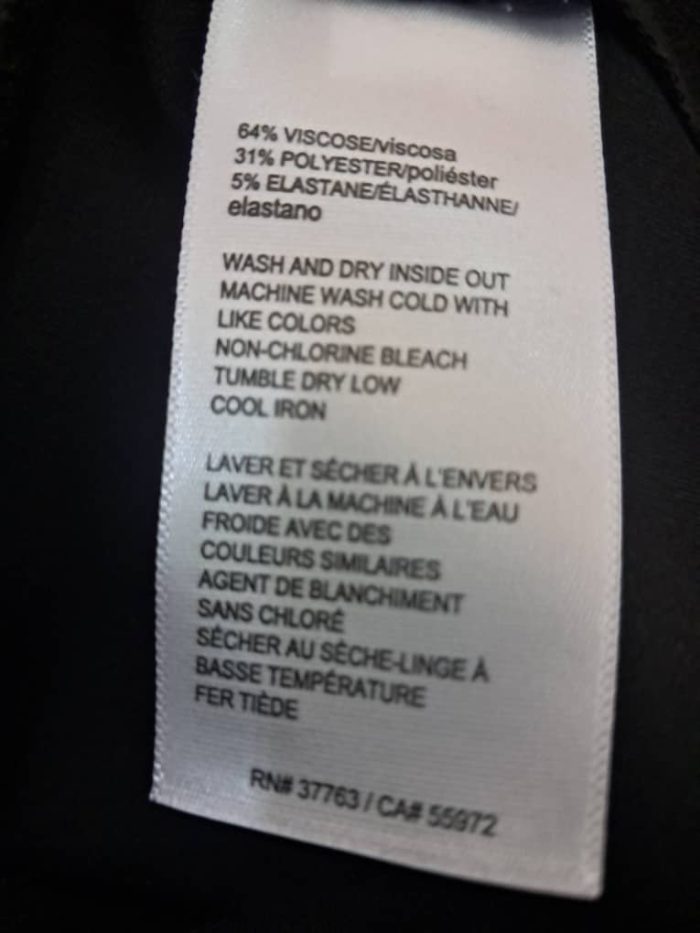 64% VISCOSE/viscosa
31% POLYESTER/poliéster
5% ELASTANE/ÉLASTHANNE/
elastano
WASH AND DRY INSIDE OUT
MACHINE WASH COLD WITH
LIKE COLORS
NON-CHLORINE BLEACH
TUMBLE DRY LOW
COOL IRON
LAVER ET SÉCHER À L'ENVERS
LAVER À LA MACHINE À L'EAU
FROIDE AVEC DES
COULEURS SIMILAIRES
AGENT DE BLANCHIMENT
SANS CHLORÉ
SÉCHER AU SÈCHE-LINGE À
BASSE TEMPÉRATURE
FER TIÈDE
RN# 37763 / CA# 55972